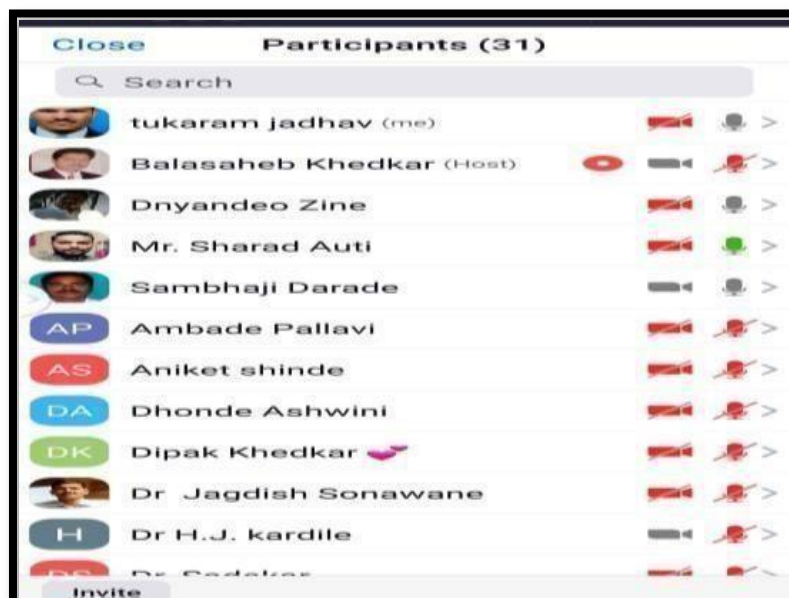 Close Participants (31)
Search
tukaram jadhav (me)
Balasaheb Khedkar (Host)
Dnyandeo Zine
Mr. Sharad Auti
Sambhaji Darade
AP Ambade Pallavi
AS Aniket shinde
DA Dhonde Ashwini
DK Dipak Khedkar 💕
Dr Jagdish Sonawane
H Dr H.J. kardile
Dr
Invite